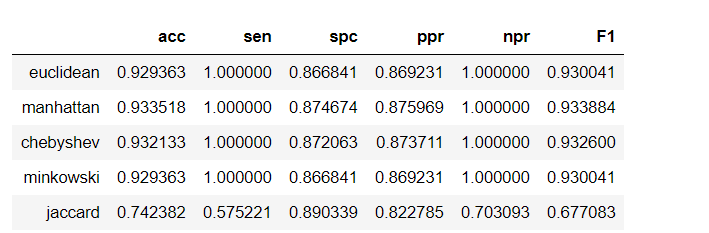 acc sen spc ppr npr F1
euclidean 0.929363 1.000000 0.866841 0.869231 1.000000 0.930041
manhattan 0.933518 1.000000 0.874674 0.875969 1.000000 0.933884
chebyshev 0.932133 1.000000 0.872063 0.873711 1.000000 0.932600
minkowski 0.929363 1.000000 0.866841 0.869231 1.000000 0.930041
jaccard 0.742382 0.575221 0.890339 0.822785 0.703093 0.677083